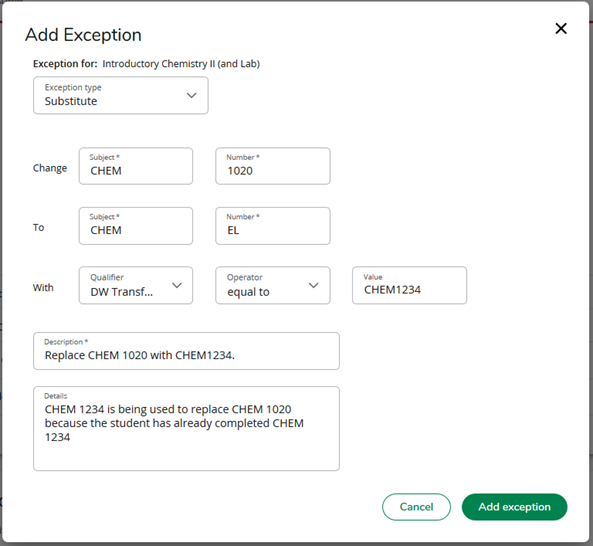 Add Exception
Exception for: Introductory Chemistry II (and Lab)
Exception type
Substitute
Change
Subject *
CHEM
Number *
1020
To
Subject *
CHEM
Number *
EL
With
Qualifier
DW Transf...
Operator
equal to
Value
CHEM1234
Description *
Replace CHEM 1020 with CHEM1234.
Details
CHEM 1234 is being used to replace CHEM 1020
because the student has already completed CHEM
1234
Cancel
Add exception